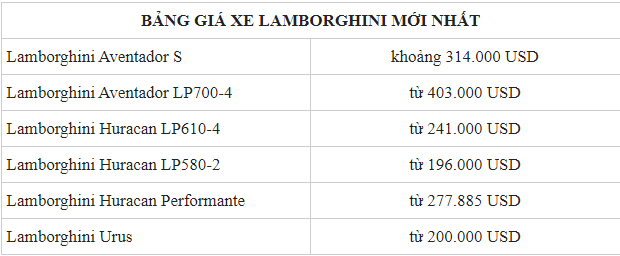 BẢNG GIÁ XE LAMBORGHINI MỚI NHẤT
Lamborghini Aventador S khoảng 314.000 USD
Lamborghini Aventador LP700-4 từ 403.000 USD
Lamborghini Huracan LP610-4 từ 241.000 USD
Lamborghini Huracan LP580-2 từ 196.000 USD
Lamborghini Huracan Performante từ 277.885 USD
Lamborghini Urus từ 200.000 USD